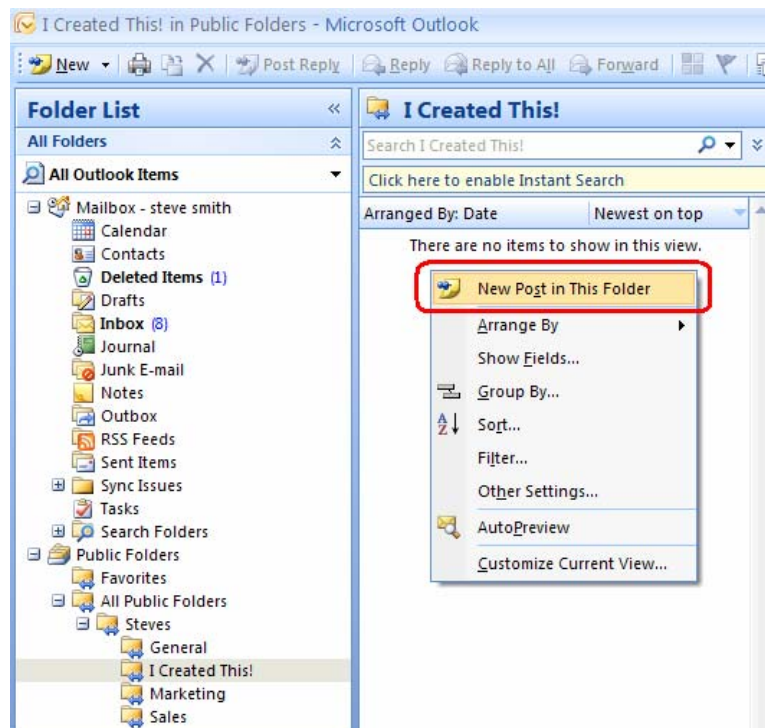 I Created This! in Public Folders - Microsoft Outlook
New Post Reply Reply Reply to All Forward
Folder List «
All Folders
All Outlook Items
Mailbox - steve smith
Calendar
Contacts
Deleted Items (1)
Drafts
Inbox (8)
Journal
Junk E-mail
Notes
Outbox
RSS Feeds
Sent Items
Sync Issues
Tasks
Search Folders
Public Folders
Favorites
All Public Folders
Steves
General
I Created This!
Marketing
Sales
I Created This!
Search I Created This!
Click here to enable Instant Search
Arranged By: Date Newest on top
There are no items to show in this view.
New Post in This Folder
Arrange By
Show Fields...
Group By...
Sort...
Filter...
Other Settings...
AutoPreview
Customize Current View...